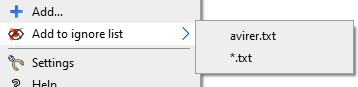 Add...
Add to ignore list
avirer.txt
*.txt
Settings
Help